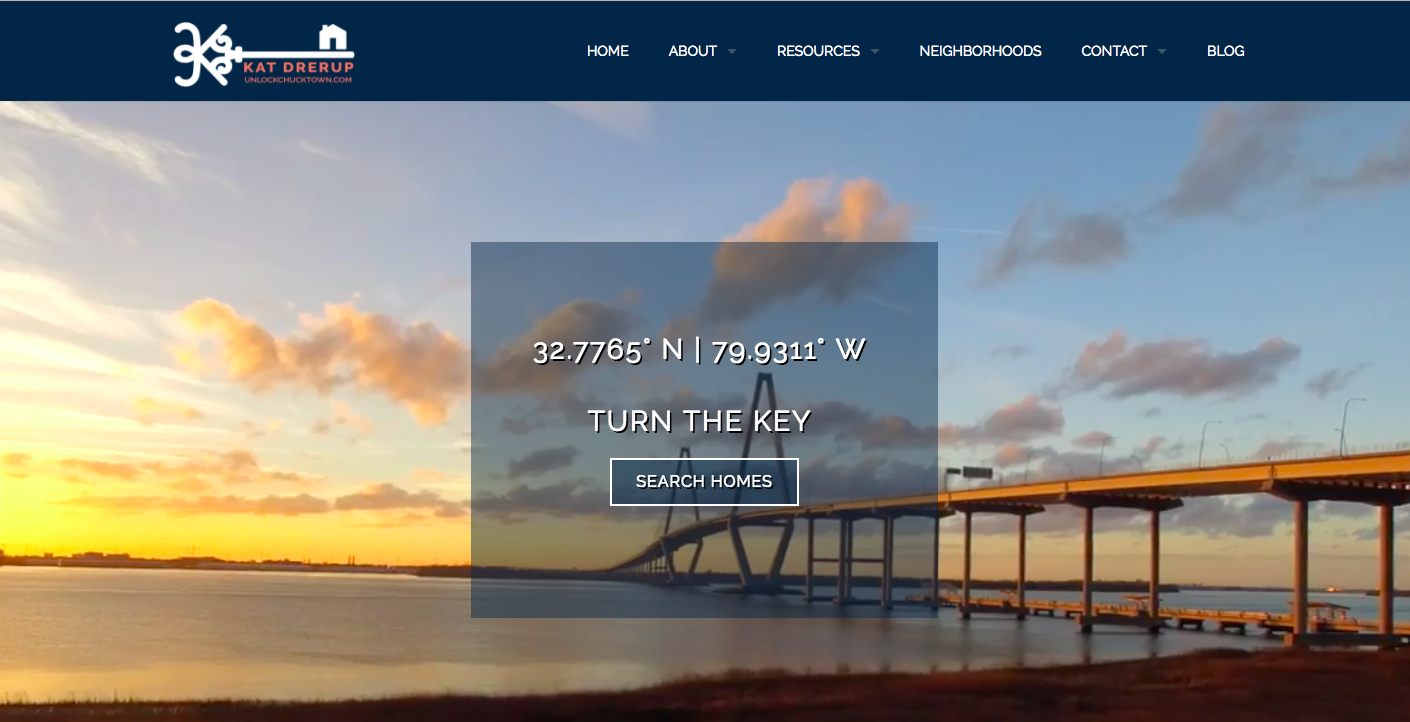 KAT DRERUP
UNLOCKCHUCKTOWN.COM
HOME ABOUT RESOURCES NEIGHBORHOODS CONTACT BLOG
32.7765° N | 79.9311° W
TURN THE KEY
SEARCH HOMES